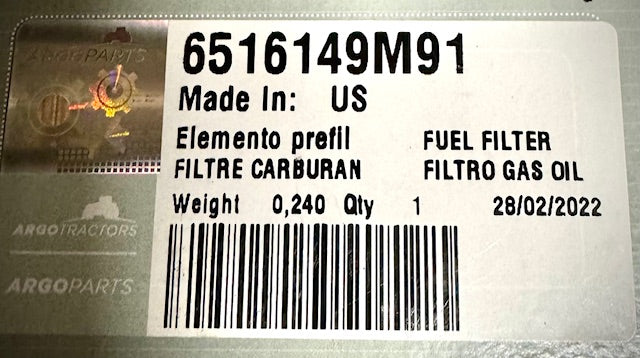 ARGOPARTS
6516149M91
Made In: US
Elemento prefil FUEL FILTER
FILTRE CARBURAN FILTRO GAS OIL
Weight 0,240 Qty 1 28/02/2022
ARGOTRACTORS
ARGOPARTS